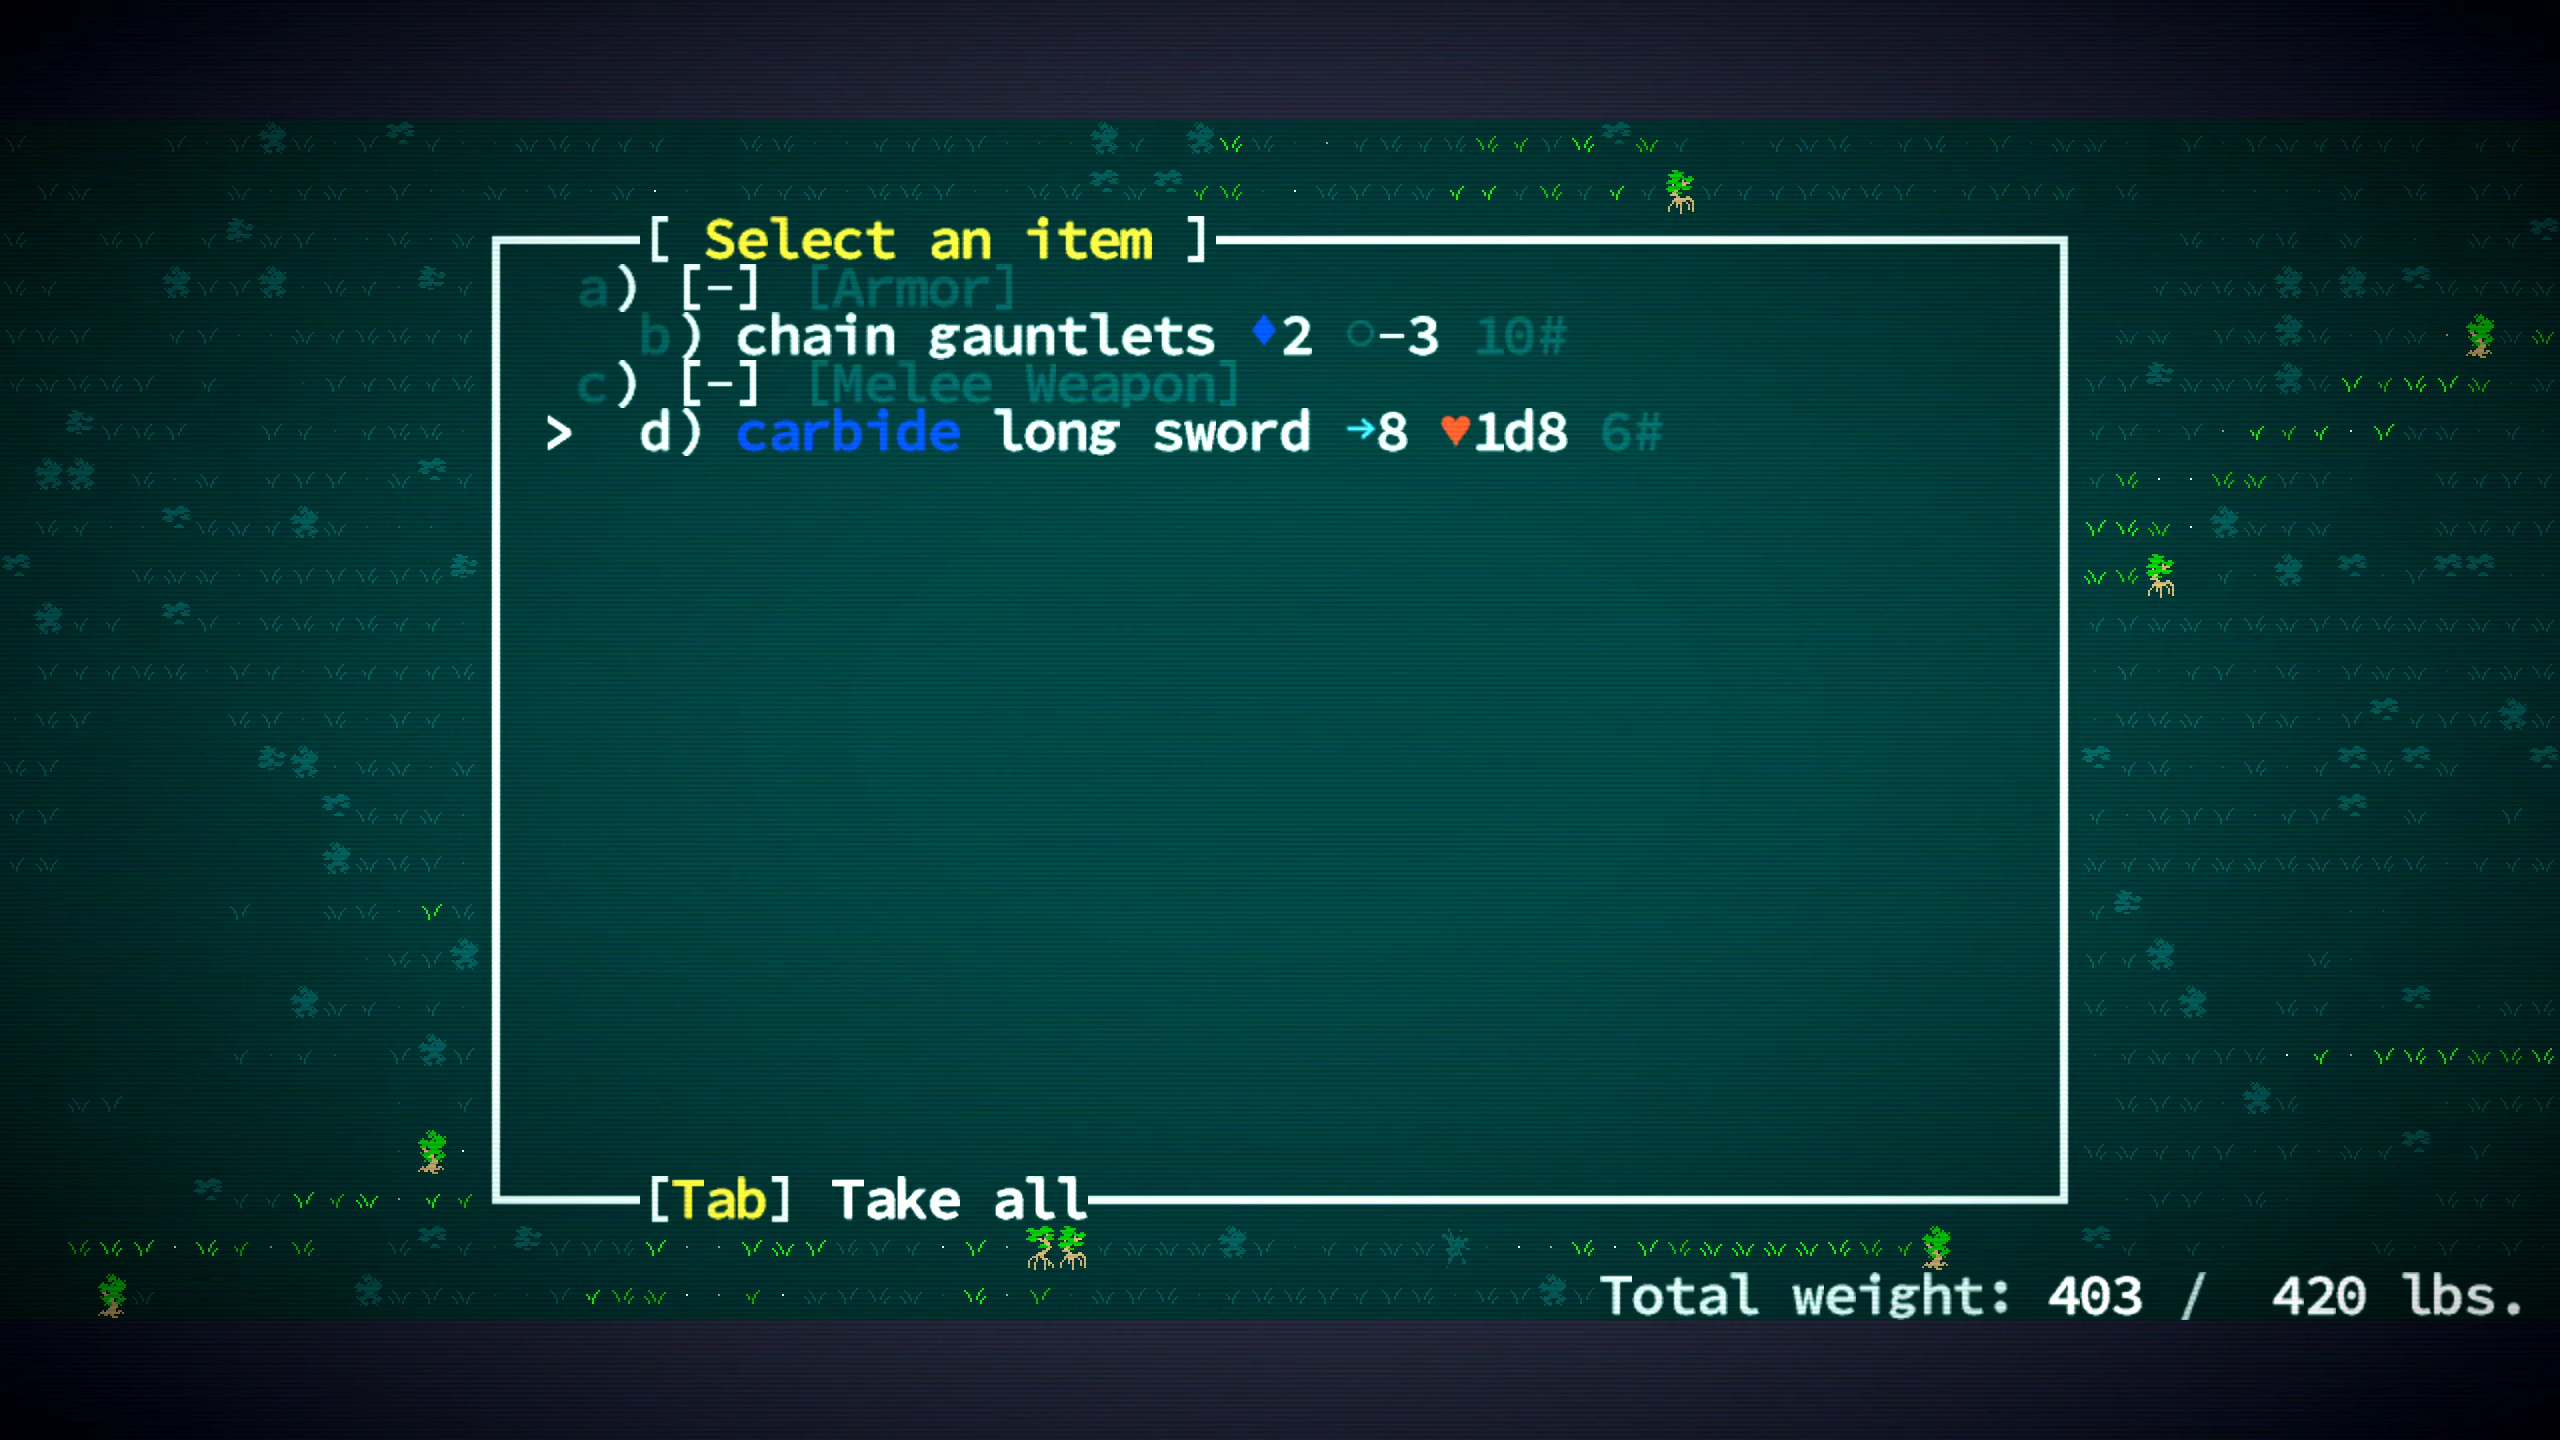 [ Select an item ]
a) [-] [Armor]
b) chain gauntlets ♦2 ○-3 10#
c) [-] [Melee Weapon]
> d) carbide long sword →8 ♥1d8 6#
[Tab] Take all
Total weight: 403 / 420 lbs.